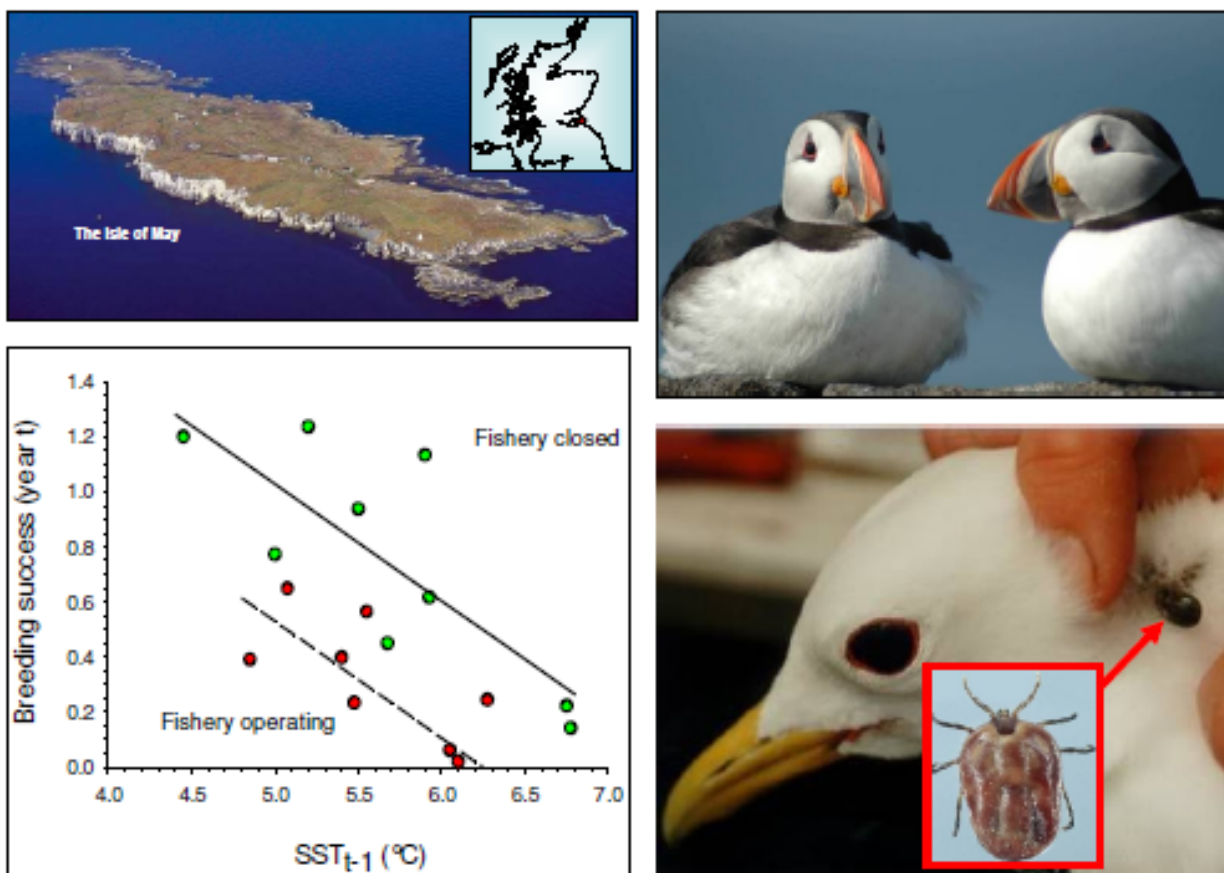 The Isle of May
Breeding success (year t)
1.4
1.2
1.0
0.8
0.6
0.4
0.2
0.0
Fishery closed
Fishery operating
4.0 4.5 5.0 5.5 6.0 6.5 7.0
SSTt-1 (°C)